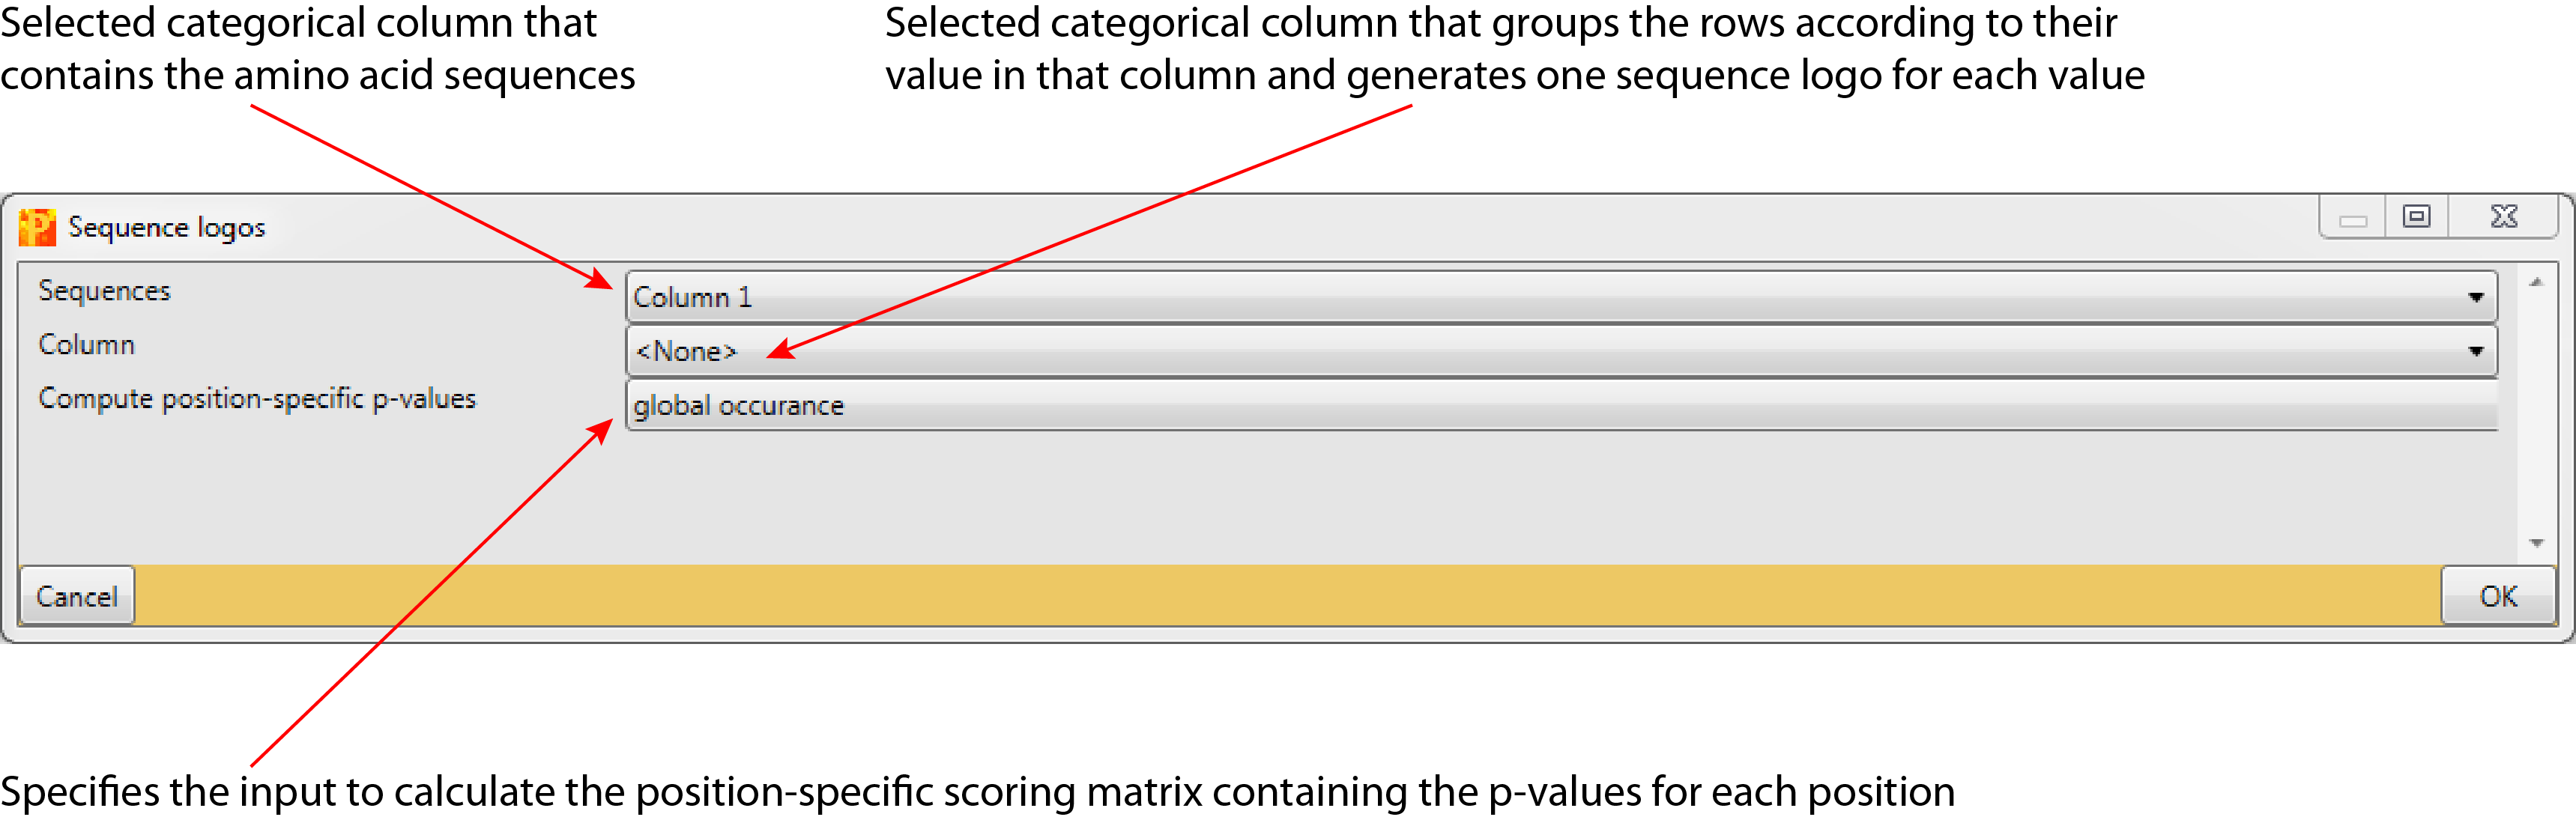 Selected categorical column that
contains the amino acid sequences
Selected categorical column that groups the rows according to their
value in that column and generates one sequence logo for each value
Sequence logos
Sequences
Column 1
Column
<None>
Compute position-specific p-values
global occurance
Cancel
OK
Specifies the input to calculate the position-specific scoring matrix containing the p-values for each position